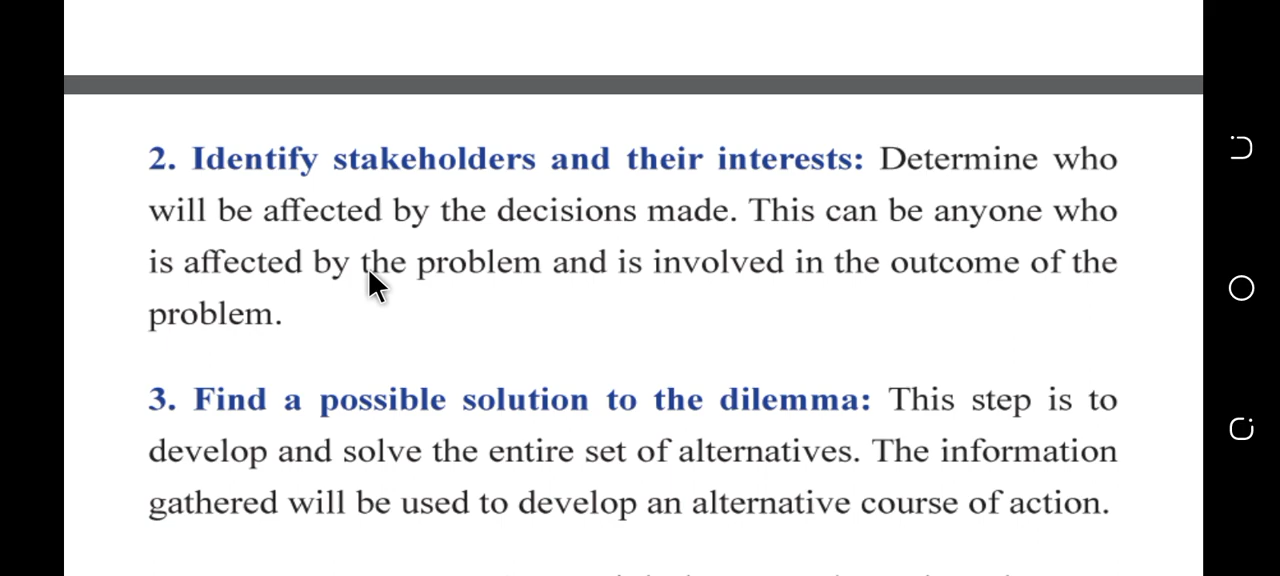 2. Identify stakeholders and their interests: Determine who
will be affected by the decisions made. This can be anyone who
is affected by the problem and is involved in the outcome of the
problem.
3. Find a possible solution to the dilemma: This step is to
develop and solve the entire set of alternatives. The information
gathered will be used to develop an alternative course of action.